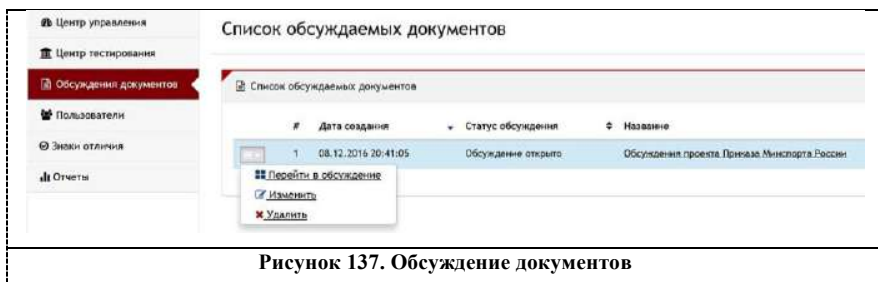 Центр управления
Список обсуждаемых документов
Центр тестирования
Обсуждения документов
Список обсуждаемых документов
Пользователи
# Дата создания Статус обсуждения Название
Знаки отличия
1 08.12.2016 20:41:05 Обсуждение открыто Обсуждения проекта Приказа Минспорта России
Отчеты
Перейти в обсуждение
Изменить
Удалить
Рисунок 137. Обсуждение документов